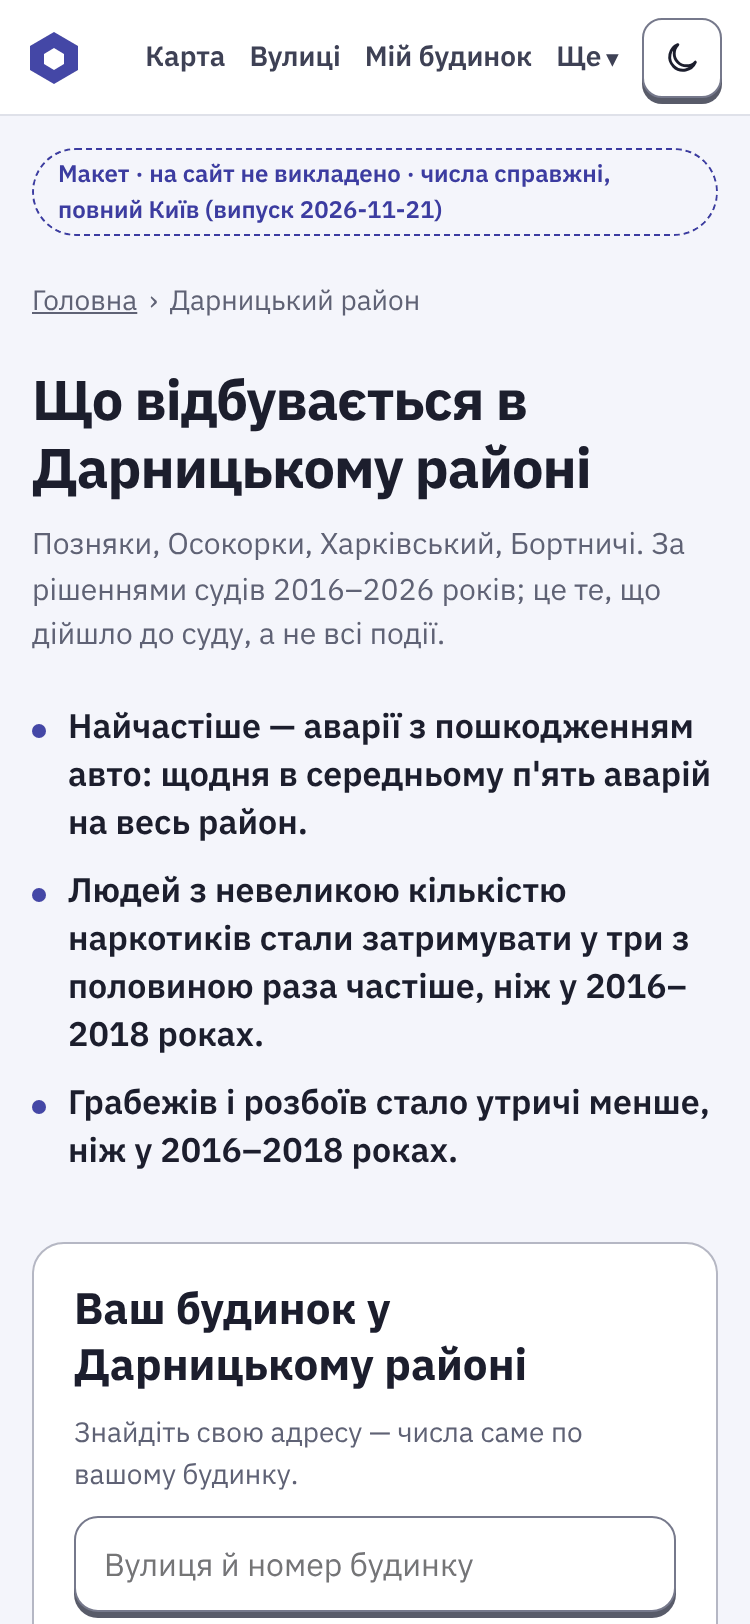 Карта Вулиці Мій будинок Ще ▾
Макет · на сайт не викладено · числа справжні,
повний Київ (випуск 2026-11-21)
Головна › Дарницький район
Що відбувається в
Дарницькому районі
Позняки, Осокорки, Харківський, Бортничі. За
рішеннями судів 2016–2026 років; це те, що
дійшло до суду, а не всі події.
Найчастіше — аварії з пошкодженням
авто: щодня в середньому п'ять аварій
на весь район.
Людей з невеликою кількістю
наркотиків стали затримувати у три з
половиною раза частіше, ніж у 2016–
2018 роках.
Грабежів і розбоїв стало утричі менше,
ніж у 2016–2018 роках.
Ваш будинок у
Дарницькому районі
Знайдіть свою адресу — числа саме по
вашому будинку.
Вулиця й номер будинку